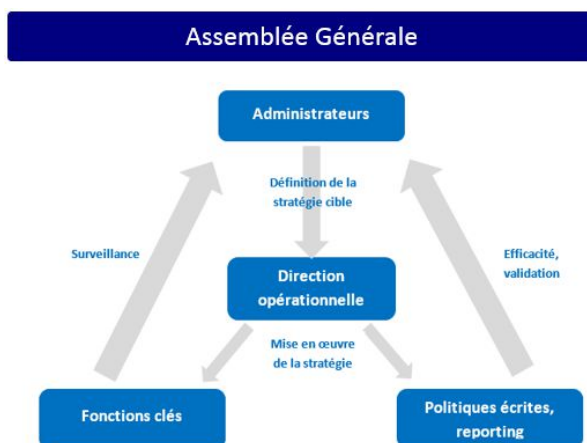 Assemblée Générale
Administrateurs
Définition de la
stratégie cible
Surveillance
Efficacité,
validation
Direction
opérationnelle
Mise en œuvre
de la stratégie
Fonctions clés
Politiques écrites,
reporting